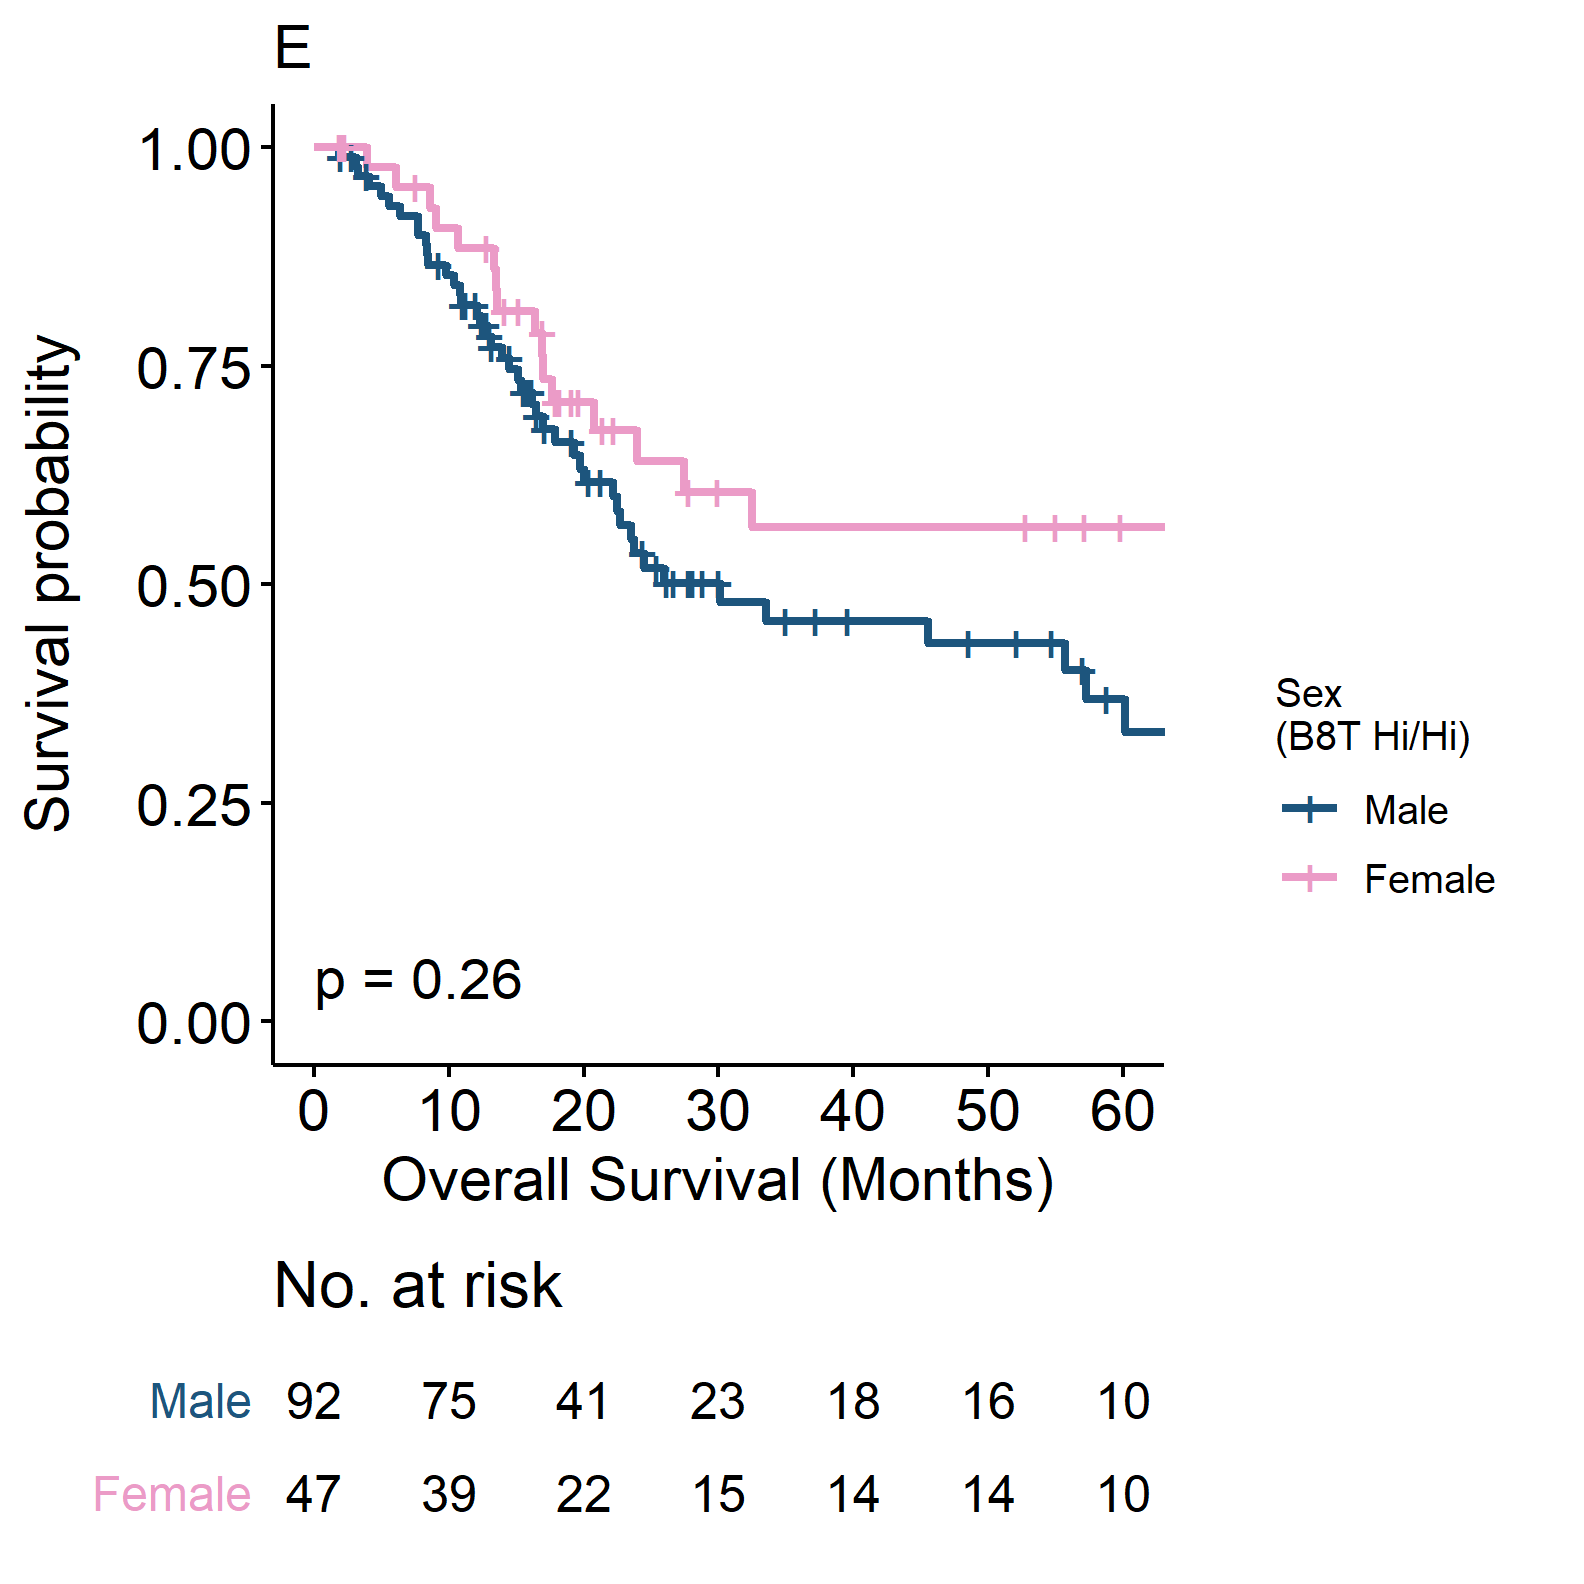 E
1.00
0.75
0.50
0.25
0.00
Survival probability
p = 0.26
0 10 20 30 40 50 60
Overall Survival (Months)
Sex
(B8T Hi/Hi)
Male
Female
No. at risk
Male 92 75 41 23 18 16 10
Female 47 39 22 15 14 14 10